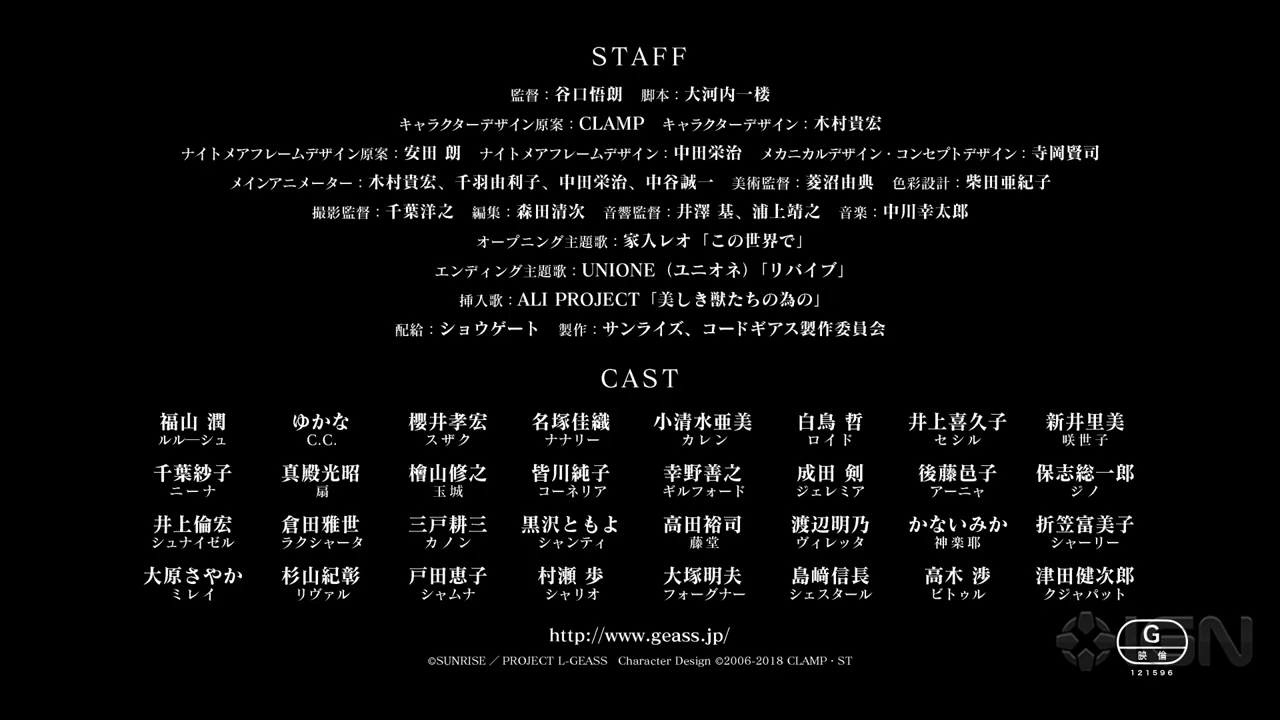 STAFF
監督：谷口悟朗　脚本：大河内一楼
キャラクターデザイン原案：CLAMP　キャラクターデザイン：木村貴宏
ナイトメアフレームデザイン原案：安田 朗　ナイトメアフレームデザイン：中田栄治　メカニカルデザイン・コンセプトデザイン：寺岡賢司
メインアニメーター：木村貴宏、千羽由利子、中田栄治、中谷誠一　美術監督：菱沼由典　色彩設計：柴田亜紀子
撮影監督：千葉洋之　編集：森田清次　音響監督：井澤 基、浦上靖之　音楽：中川幸太郎
オープニング主題歌：家入レオ「この世界で」
エンディング主題歌：UNIONE（ユニオネ）「リバイブ」
挿入歌：ALI PROJECT「美しき獣たちの為の」
配給：ショウゲート　製作：サンライズ、コードギアス製作委員会
CAST
福山 潤　ゆかな　櫻井孝宏　名塚佳織　小清水亜美　白鳥 哲　井上喜久子　新井里美
ルルーシュ　C.C.　スザク　ナナリー　カレン　ロイド　セシル　咲世子
千葉紗子　真殿光昭　檜山修之　皆川純子　幸野善之　成田 剣　後藤邑子　保志総一郎
ニーナ　扇　玉城　コーネリア　ギルフォード　ジェレミア　アーニャ　ジノ
井上倫宏　倉田雅世　三戸耕三　黒沢ともよ　高田裕司　渡辺明乃　かないみか　折笠富美子
シュナイゼル　ラクシャータ　カノン　シャンティ　藤堂　ヴィレッタ　神楽耶　シャーリー
大原さやか　杉山紀彰　戸田恵子　村瀬 歩　大塚明夫　島﨑信長　高木 渉　津田健次郎
ミレイ　リヴァル　シャムナ　シャリオ　フォーグナー　シェスタール　ビトゥル　クジャパット
http://www.geass.jp/
©SUNRISE／PROJECT L-GEASS　Character Design ©2006-2018 CLAMP・ST
IGN
G
映倫
121596